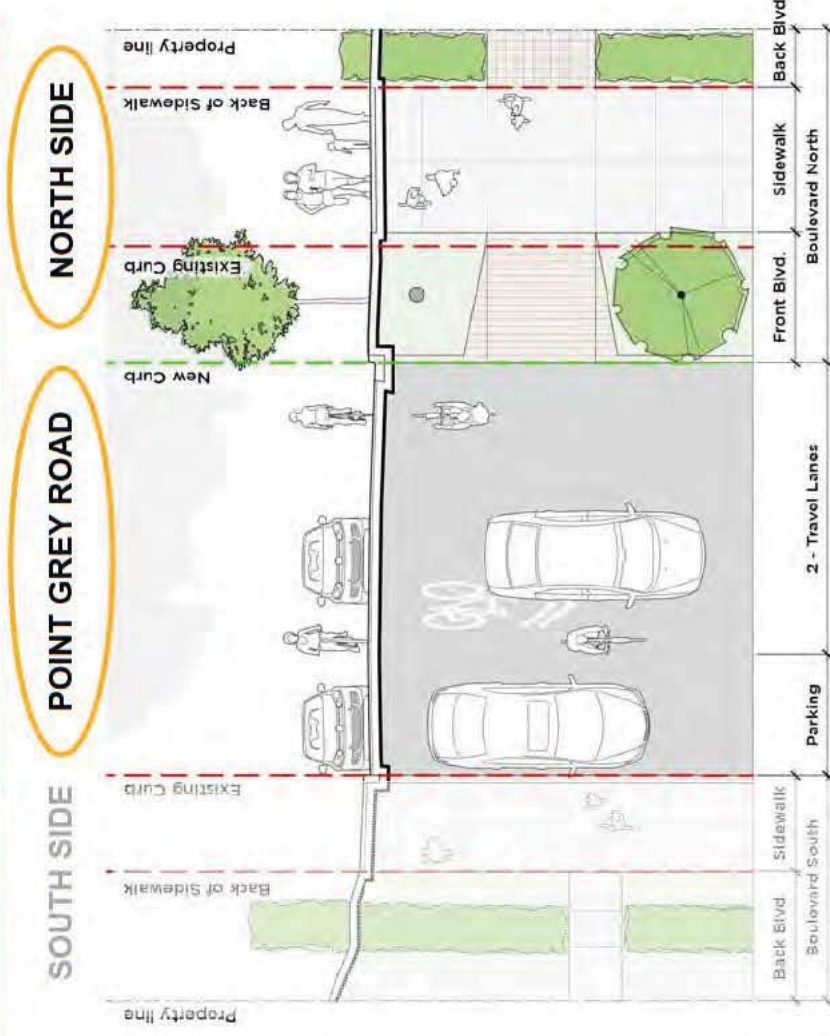 SOUTH SIDE
POINT GREY ROAD
NORTH SIDE
Property line
Back of Sidewalk
Existing Curb
New Curb
Existing Curb
Back of Sidewalk
Property line
Back Blvd.
Sidewalk
Parking
2 - Travel Lanes
Front Blvd.
Sidewalk
Back Blvd
Boulevard South
Boulevard North